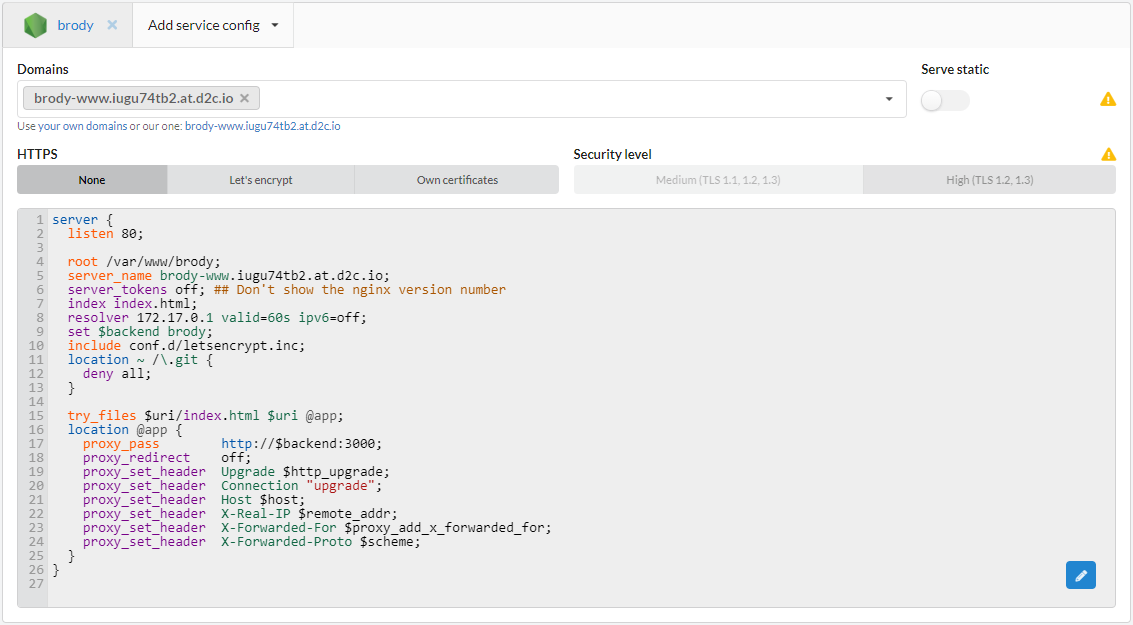 brody × Add service config
Domains
Serve static
brody-www.iugu74tb2.at.d2c.io ×
Use your own domains or our one: brody-www.iugu74tb2.at.d2c.io
HTTPS
Security level
None Let's encrypt Own certificates Medium (TLS 1.1, 1.2, 1.3) High (TLS 1.2, 1.3)
1 server {
2   listen 80;
3
4   root /var/www/brody;
5   server_name brody-www.iugu74tb2.at.d2c.io;
6   server_tokens off; ## Don't show the nginx version number
7   index index.html;
8   resolver 172.17.0.1 valid=60s ipv6=off;
9   set $backend brody;
10   include conf.d/letsencrypt.inc;
11   location ~ /\.git {
12     deny all;
13   }
14
15   try_files $uri/index.html $uri @app;
16   location @app {
17     proxy_pass        http://$backend:3000;
18     proxy_redirect    off;
19     proxy_set_header  Upgrade $http_upgrade;
20     proxy_set_header  Connection "upgrade";
21     proxy_set_header  Host $host;
22     proxy_set_header  X-Real-IP $remote_addr;
23     proxy_set_header  X-Forwarded-For $proxy_add_x_forwarded_for;
24     proxy_set_header  X-Forwarded-Proto $scheme;
25   }
26 }
27